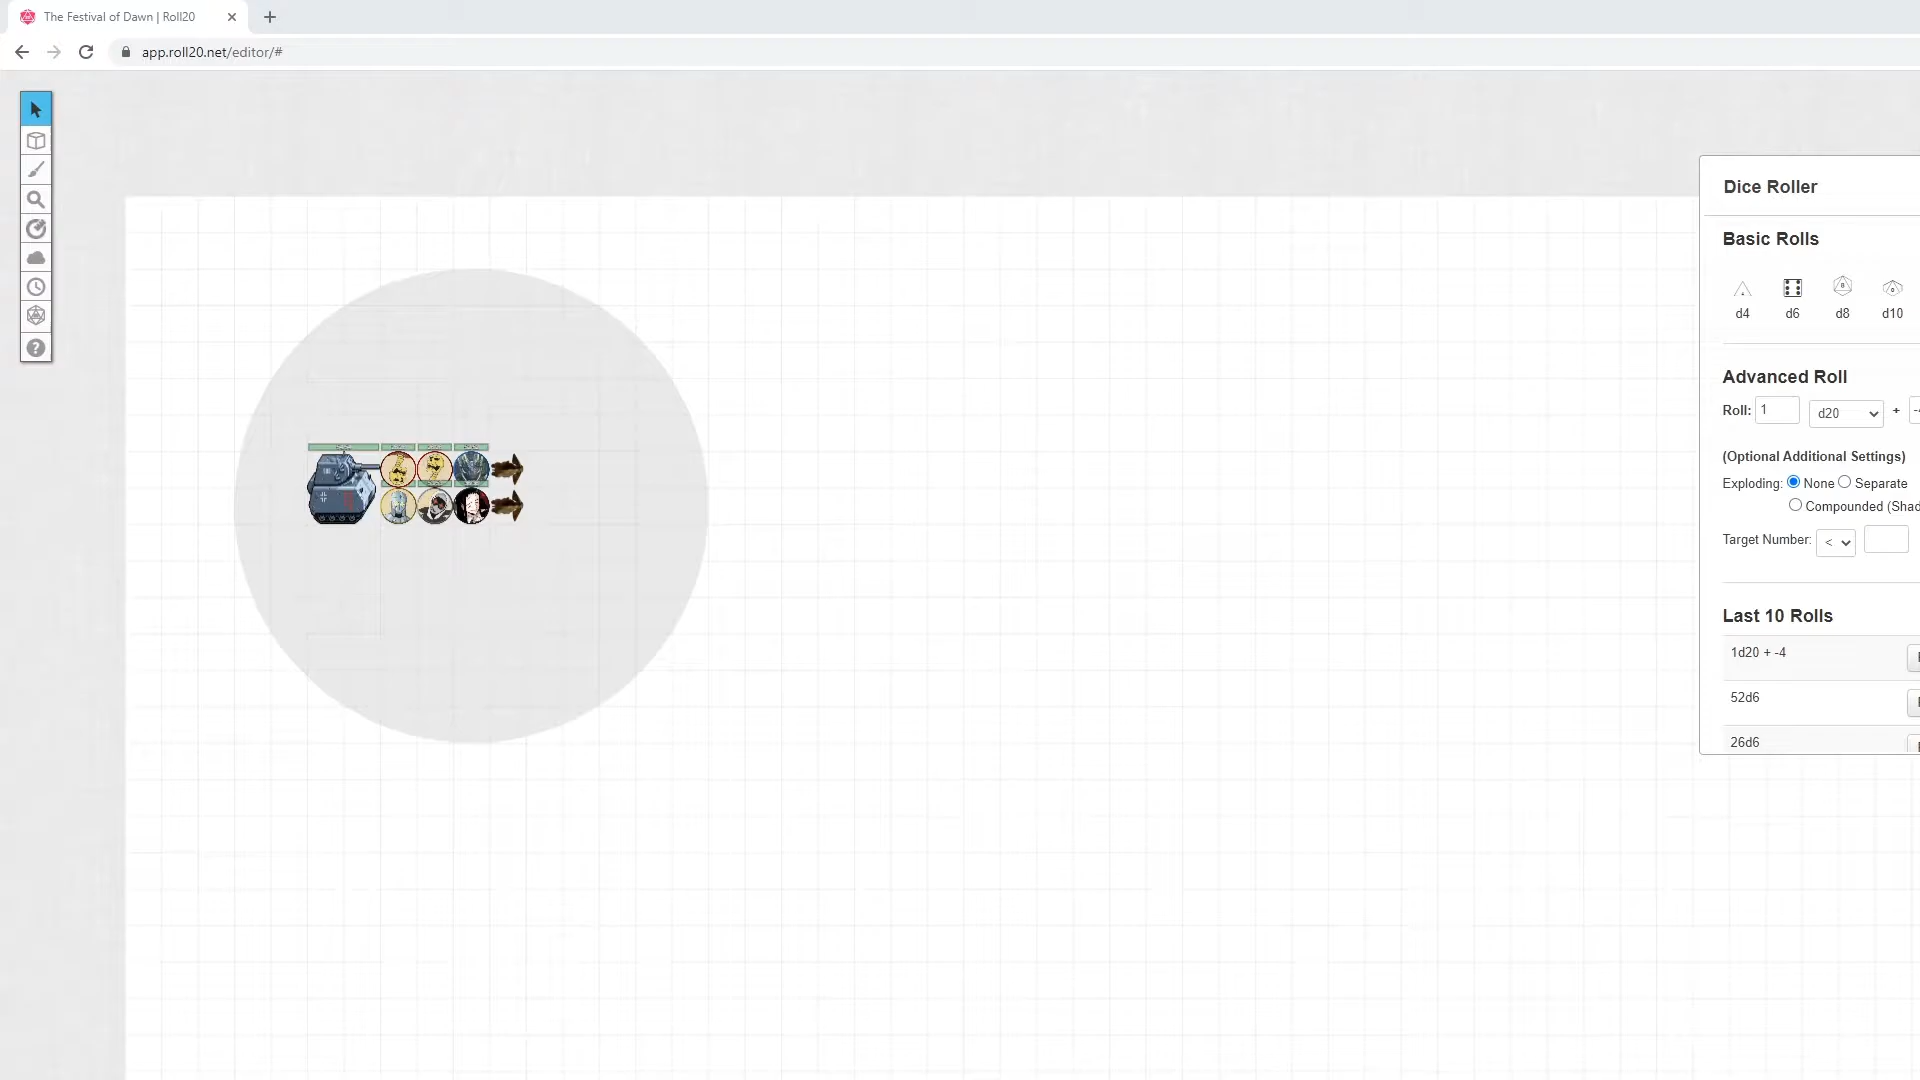 The Festival of Dawn | Roll20
app.roll20.net/editor/#
Dice Roller
Basic Rolls
d4 d6 d8 d10
Advanced Roll
Roll: 1 d20 +
(Optional Additional Settings)
Exploding: None Separate
Compounded (Shad
Target Number: <
Last 10 Rolls
1d20 + -4
52d6
26d6